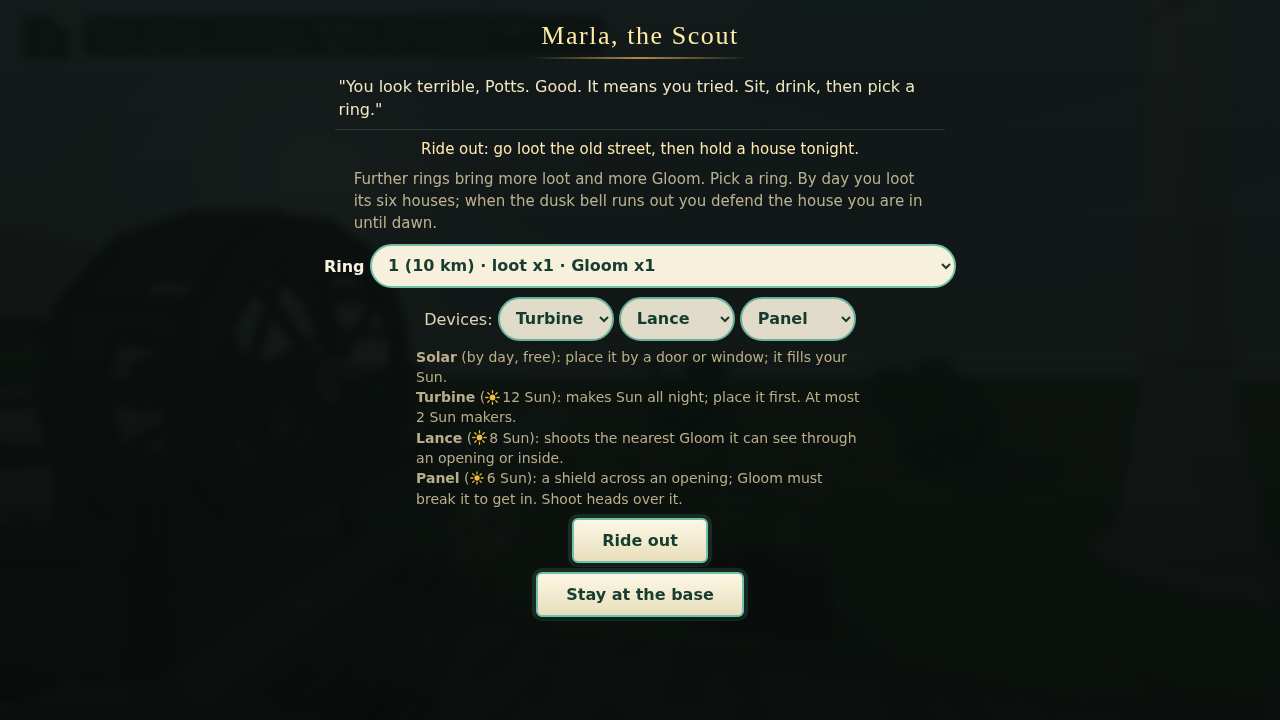 Marla, the Scout
"You look terrible, Potts. Good. It means you tried. Sit, drink, then pick a
ring."
Ride out: go loot the old street, then hold a house tonight.
Further rings bring more loot and more Gloom. Pick a ring. By day you loot
its six houses; when the dusk bell runs out you defend the house you are in
until dawn.
Ring 1 (10 km) · loot x1 · Gloom x1
Devices: Turbine Lance Panel
Solar (by day, free): place it by a door or window; it fills your
Sun.
Turbine (☀12 Sun): makes Sun all night; place it first. At most
2 Sun makers.
Lance (☀8 Sun): shoots the nearest Gloom it can see through
an opening or inside.
Panel (☀6 Sun): a shield across an opening; Gloom must
break it to get in. Shoot heads over it.
Ride out
Stay at the base